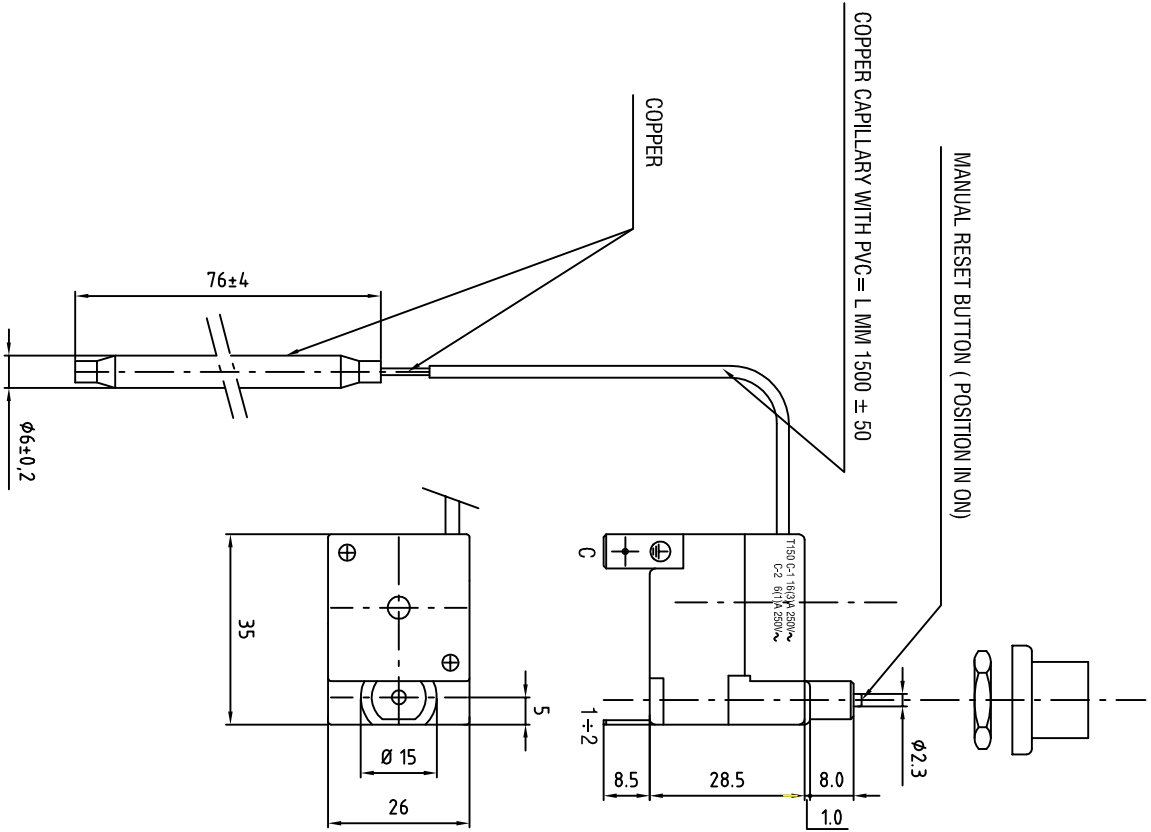 COPPER CAPILLARY WITH PVC= L MM 1500 ± 50
MANUAL RESET BUTTON ( POSITION IN ON)
COPPER
76±4
ϕ6±0,2
T150 C-1 16(3)A 250V~
C-2 6(1)A 250V~
C
1÷2
35
5
Ø 15
26
ϕ2.3
8.5
28.5
8.0
1.0